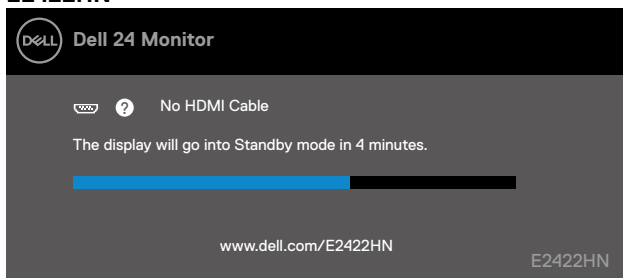 DELL Dell 24 Monitor
? No HDMI Cable
The display will go into Standby mode in 4 minutes.
www.dell.com/E2422HN
E2422HN